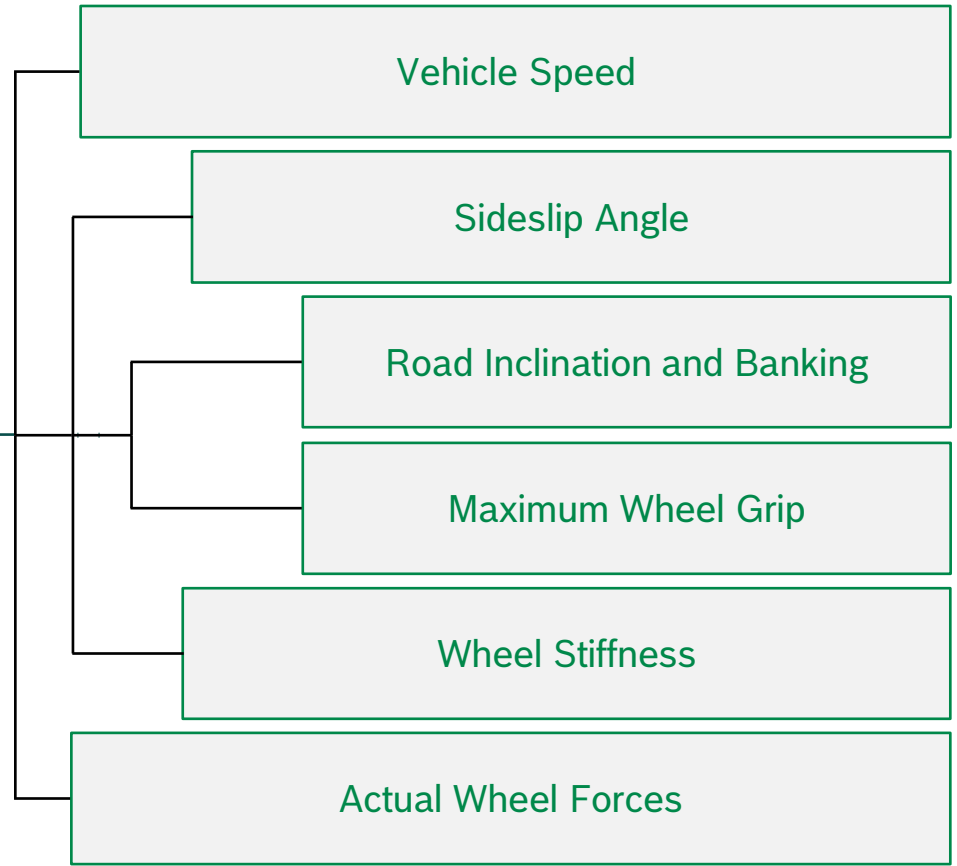 Vehicle Speed
Sideslip Angle
Road Inclination and Banking
Maximum Wheel Grip
Wheel Stiffness
Actual Wheel Forces